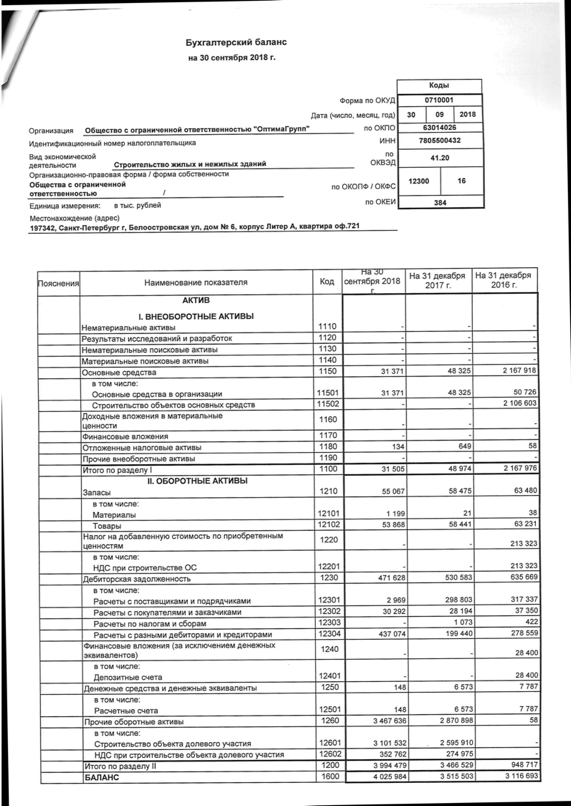 Бухгалтерский баланс
на 30 сентября 2018 г.
Коды
Форма по ОКУД 0710001
Дата (число, месяц, год) 30 09 2018
Организация Общество с ограниченной ответственностью "ОптимаГрупп" по ОКПО 63014026
Идентификационный номер налогоплательщика ИНН 7805500432
Вид экономической деятельности Строительство жилых и нежилых зданий по ОКВЭД 41.20
Организационно-правовая форма / форма собственности
Общество с ограниченной ответственностью / по ОКОПФ / ОКФС 12300 16
Единица измерения: в тыс. рублей по ОКЕИ 384
Местонахождение (адрес)
197342, Санкт-Петербург г, Белоостровская ул, дом № 6, корпус Литер А, квартира оф.721
Пояснения Наименование показателя Код На 30 сентября 2018 г. На 31 декабря 2017 г. На 31 декабря 2016 г.
АКТИВ
I. ВНЕОБОРОТНЫЕ АКТИВЫ
Нематериальные активы 1110 - - -
Результаты исследований и разработок 1120 - - -
Нематериальные поисковые активы 1130 - - -
Материальные поисковые активы 1140 - - -
Основные средства 1150 31 371 48 325 2 167 918
в том числе:
Основные средства в организации 11501 31 371 48 325 50 726
Строительство объектов основных средств 11502 - - 2 106 603
Доходные вложения в материальные ценности 1160 - - -
Финансовые вложения 1170 - - -
Отложенные налоговые активы 1180 134 649 58
Прочие внеоборотные активы 1190 - - -
Итого по разделу I 1100 31 505 48 974 2 167 976
II. ОБОРОТНЫЕ АКТИВЫ
Запасы 1210 55 067 58 475 63 480
в том числе:
Материалы 12101 1 199 21 38
Товары 12102 53 868 58 441 63 231
Налог на добавленную стоимость по приобретенным ценностям 1220 - - 213 323
в том числе:
НДС при строительстве ОС 12201 - - 213 323
Дебиторская задолженность 1230 471 628 530 583 635 669
в том числе:
Расчеты с поставщиками и подрядчиками 12301 2 969 298 803 317 337
Расчеты с покупателями и заказчиками 12302 30 292 28 194 37 350
Расчеты по налогам и сборам 12303 - 1 073 422
Расчеты с разными дебиторами и кредиторами 12304 437 074 199 440 278 559
Финансовые вложения (за исключением денежных эквивалентов) 1240 - - 28 400
в том числе:
Депозитные счета 12401 - - 28 400
Денежные средства и денежные эквиваленты 1250 148 6 573 7 787
в том числе:
Расчетные счета 12501 148 6 573 7 787
Прочие оборотные активы 1260 3 467 636 2 870 898 58
в том числе:
Строительство объекта долевого участия 12601 3 101 532 2 595 910 -
НДС при строительстве объекта долевого участия 12602 352 762 274 975 -
Итого по разделу II 1200 3 994 479 3 466 529 948 717
БАЛАНС 1600 4 025 984 3 515 503 3 116 693